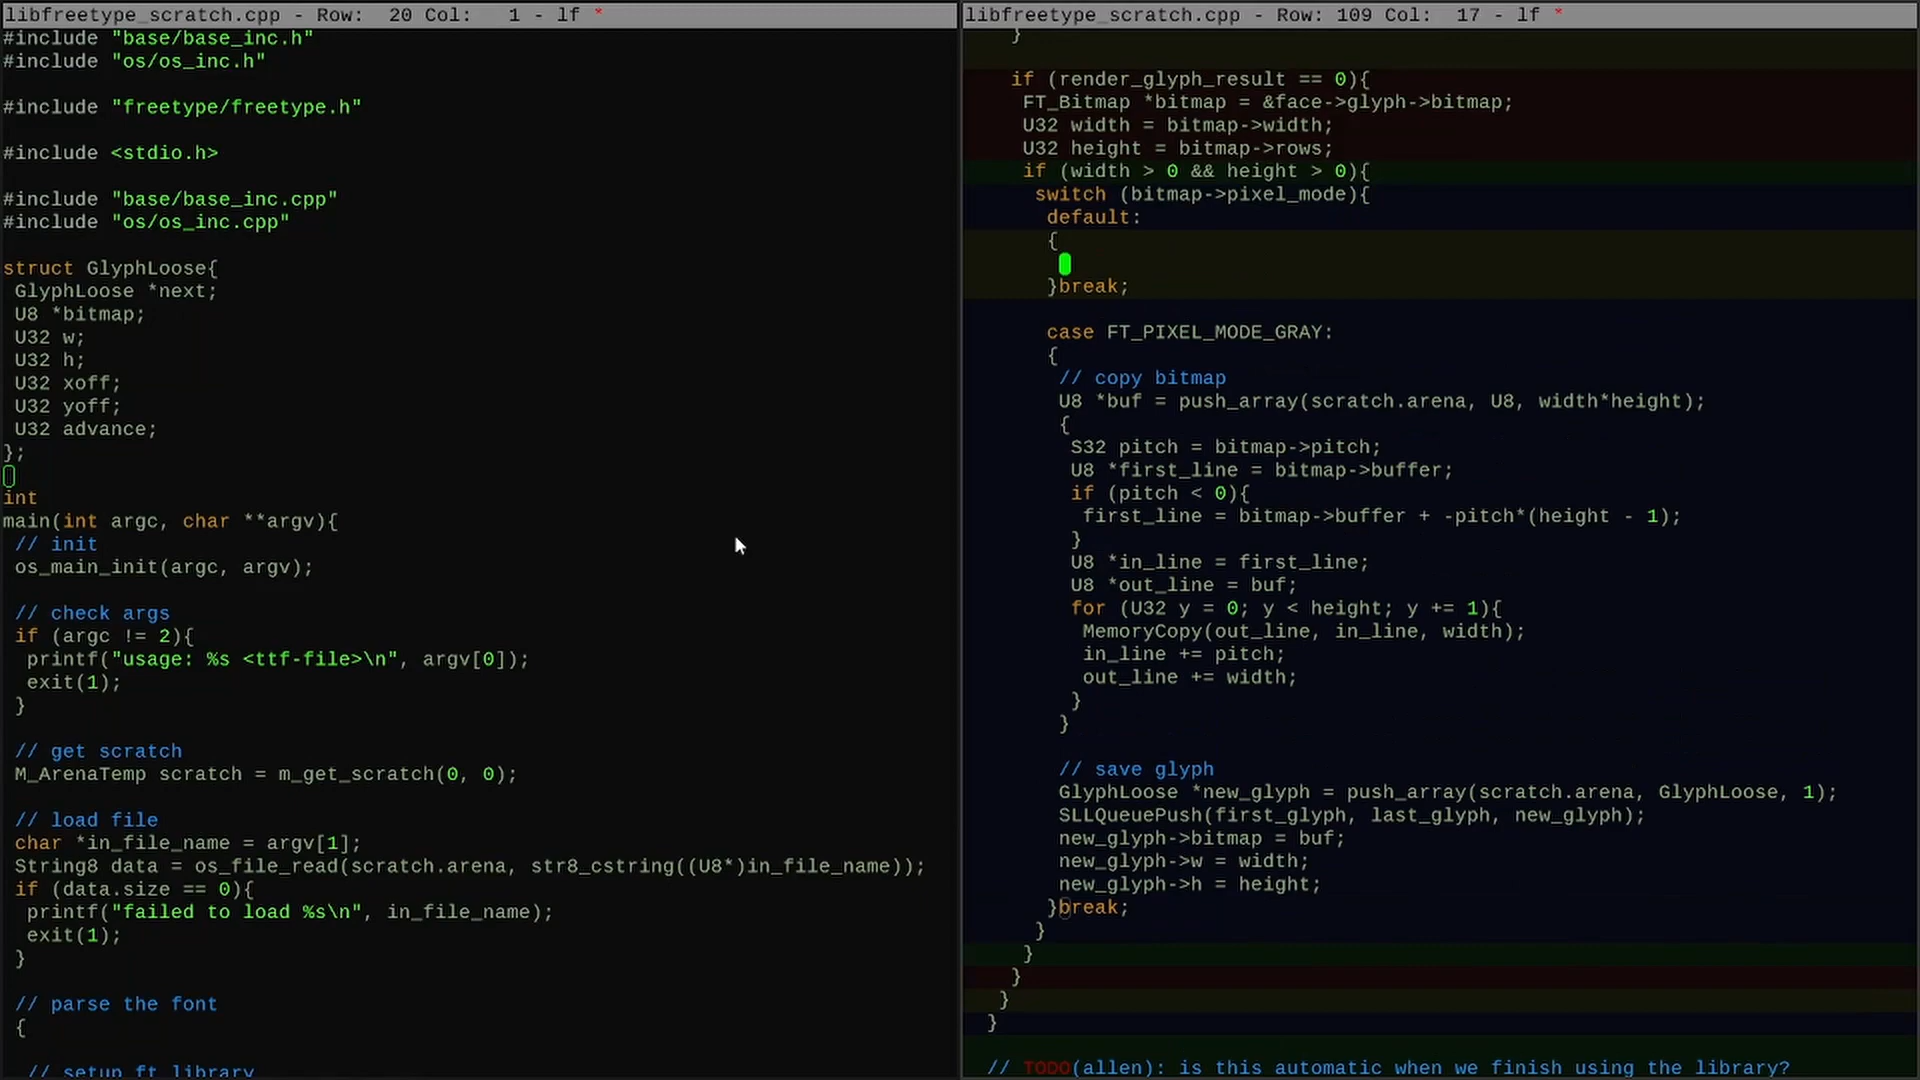 libfreetype_scratch.cpp - Row:  20 Col:   1 - lf *
#include "base/base_inc.h"
#include "os/os_inc.h"
#include "freetype/freetype.h"
#include <stdio.h>
#include "base/base_inc.cpp"
#include "os/os_inc.cpp"
struct GlyphLoose{
 GlyphLoose *next;
 U8 *bitmap;
 U32 w;
 U32 h;
 U32 xoff;
 U32 yoff;
 U32 advance;
};
int
main(int argc, char **argv){
 // init
 os_main_init(argc, argv);
 // check args
 if (argc != 2){
  printf("usage: %s <ttf-file>\n", argv[0]);
  exit(1);
 }
 // get scratch
 M_ArenaTemp scratch = m_get_scratch(0, 0);
 // load file
 char *in_file_name = argv[1];
 String8 data = os_file_read(scratch.arena, str8_cstring((U8*)in_file_name));
 if (data.size == 0){
  printf("failed to load %s\n", in_file_name);
  exit(1);
 }
 // parse the font
 {
  // setup ft library
libfreetype_scratch.cpp - Row: 109 Col:  17 - lf *
}
if (render_glyph_result == 0){
 FT_Bitmap *bitmap = &face->glyph->bitmap;
 U32 width = bitmap->width;
 U32 height = bitmap->rows;
 if (width > 0 && height > 0){
  switch (bitmap->pixel_mode){
   default:
   {
   }break;
   case FT_PIXEL_MODE_GRAY:
   {
    // copy bitmap
    U8 *buf = push_array(scratch.arena, U8, width*height);
    {
     S32 pitch = bitmap->pitch;
     U8 *first_line = bitmap->buffer;
     if (pitch < 0){
      first_line = bitmap->buffer + -pitch*(height - 1);
     }
     U8 *in_line = first_line;
     U8 *out_line = buf;
     for (U32 y = 0; y < height; y += 1){
      MemoryCopy(out_line, in_line, width);
      in_line += pitch;
      out_line += width;
     }
    }
    // save glyph
    GlyphLoose *new_glyph = push_array(scratch.arena, GlyphLoose, 1);
    SLLQueuePush(first_glyph, last_glyph, new_glyph);
    new_glyph->bitmap = buf;
    new_glyph->w = width;
    new_glyph->h = height;
   }break;
  }
 }
}
}
}
// TODO(allen): is this automatic when we finish using the library?